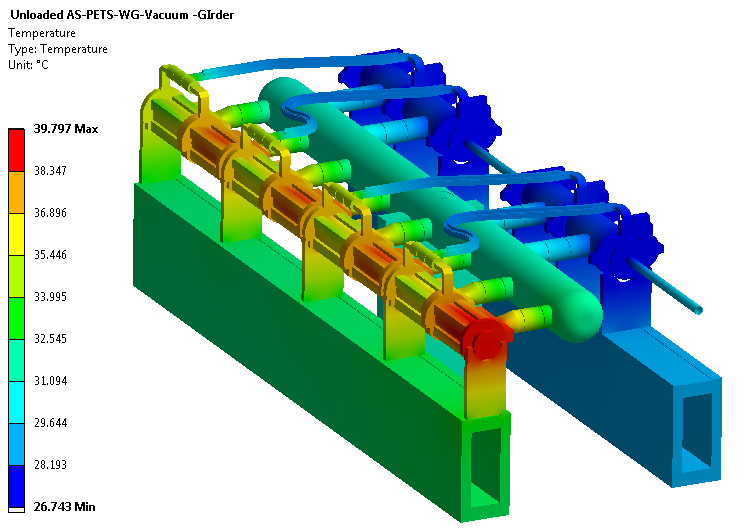 Unloaded AS-PETS-WG-Vacuum -GIrder
Temperature
Type: Temperature
Unit: °C
39.797 Max
38.347
36.896
35.446
33.995
32.545
31.094
29.644
28.193
26.743 Min